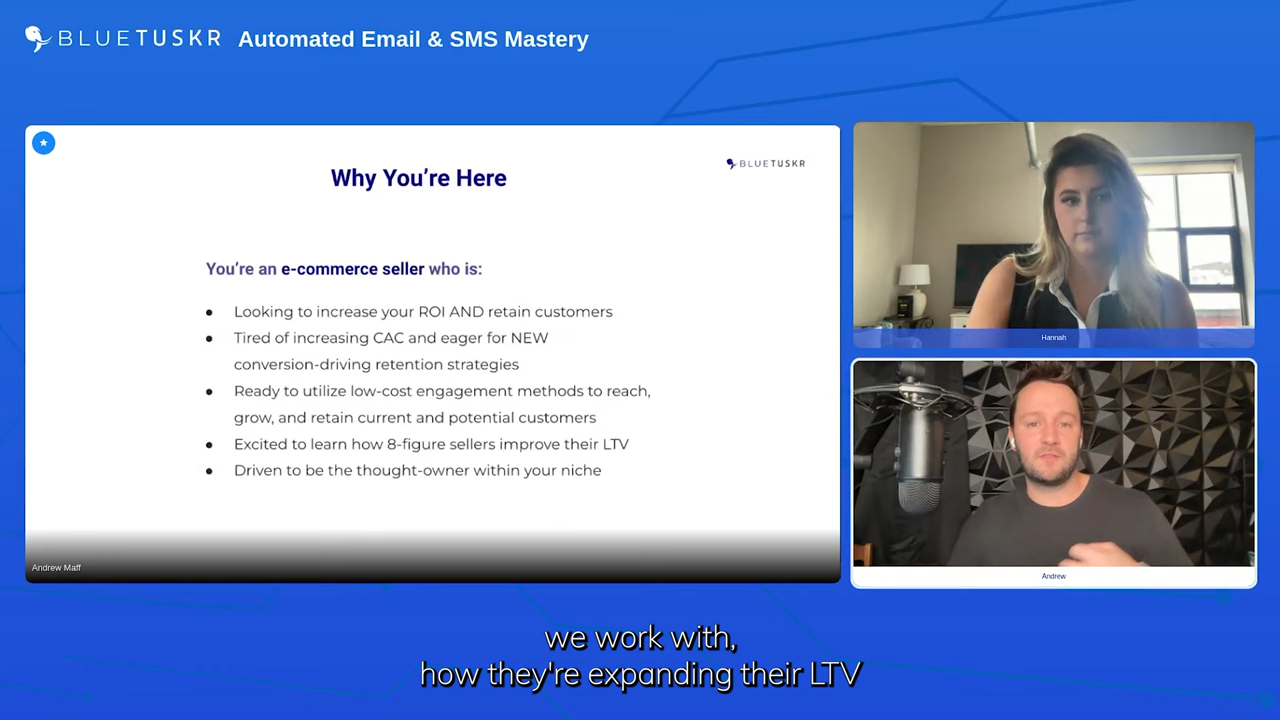 BLUETUSKR Automated Email & SMS Mastery
BLUETUSKR
Why You're Here
You're an e-commerce seller who is:
● Looking to increase your ROI AND retain customers
● Tired of increasing CAC and eager for NEW
conversion-driving retention strategies
● Ready to utilize low-cost engagement methods to reach,
grow, and retain current and potential customers
● Excited to learn how 8-figure sellers improve their LTV
● Driven to be the thought-owner within your niche
Andrew Maff
Hannah
Andrew
we work with,
how they're expanding their LTV